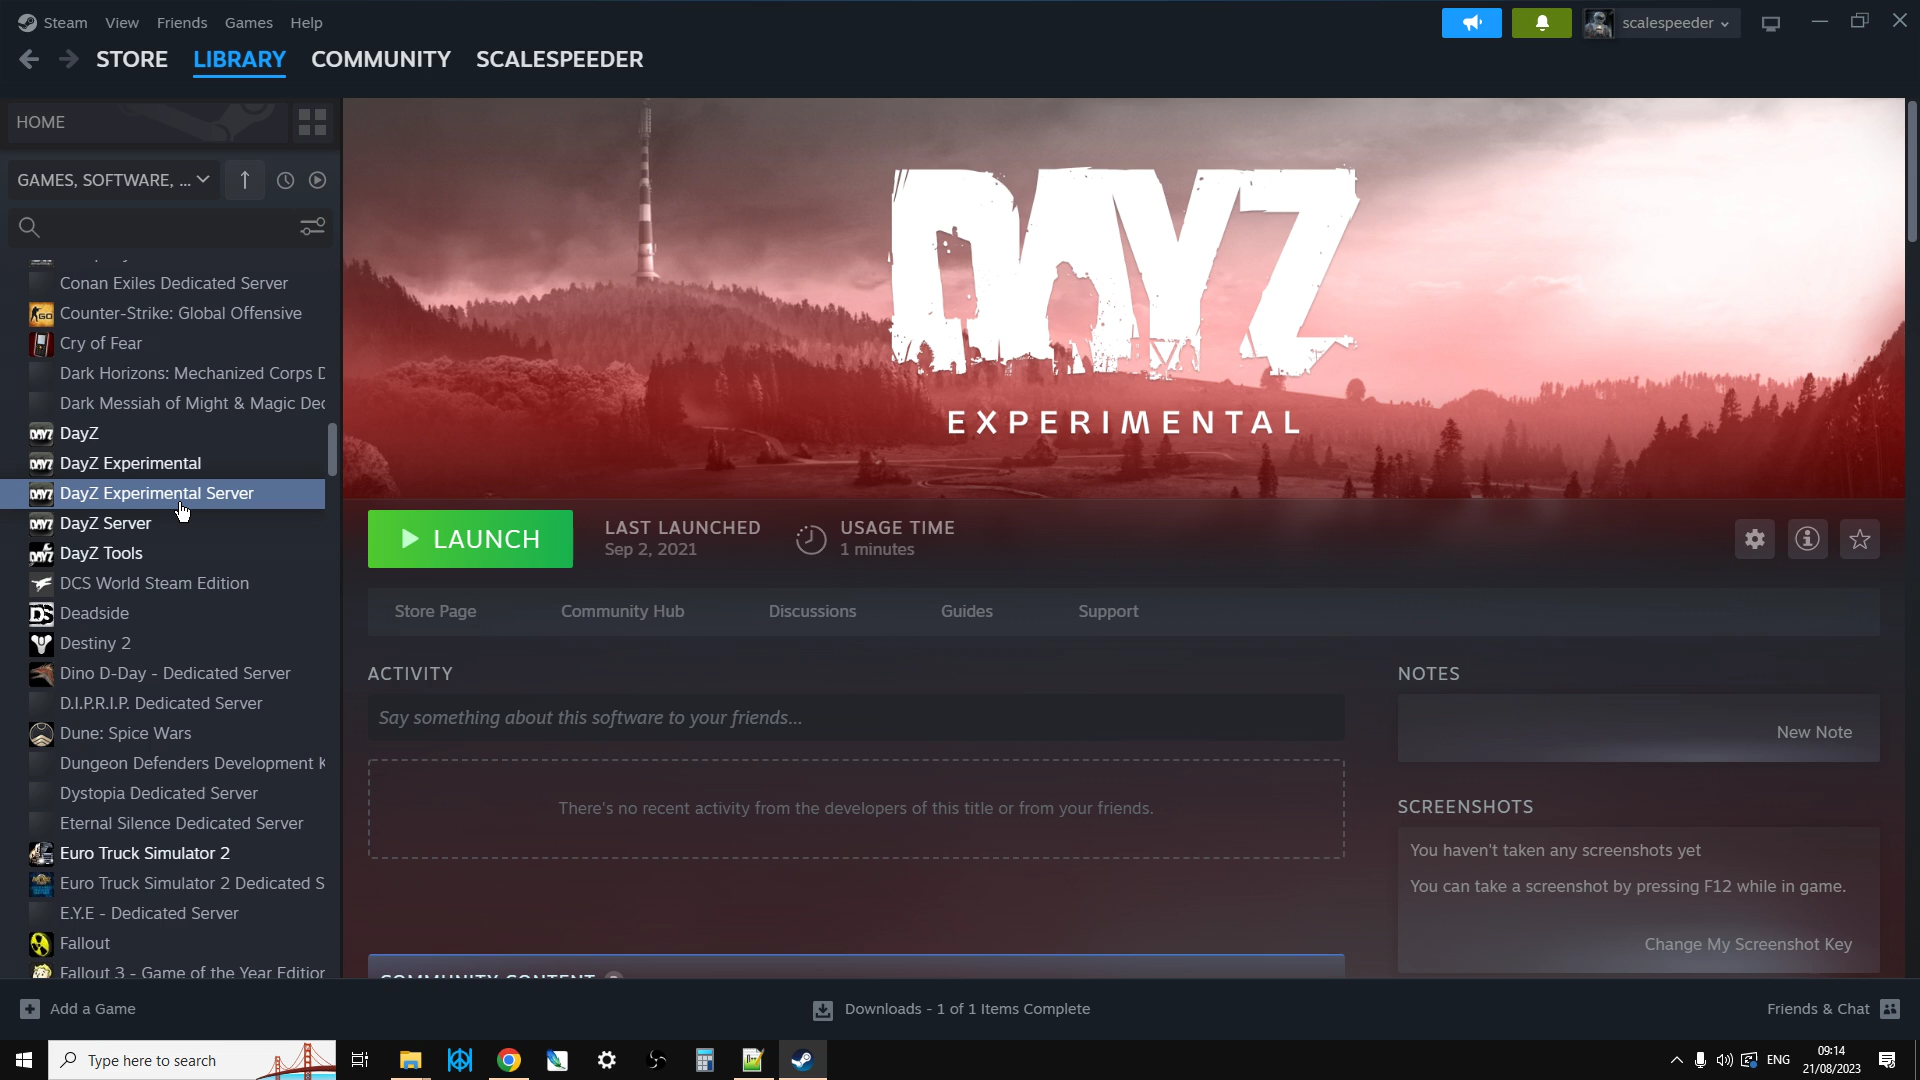 Steam View Friends Games Help
scalespeeder
STORE LIBRARY COMMUNITY SCALESPEEDER
HOME
GAMES, SOFTWARE, ...
Conan Exiles Dedicated Server
Counter-Strike: Global Offensive
Cry of Fear
Dark Horizons: Mechanized Corps D
Dark Messiah of Might & Magic Dec
DayZ
DayZ Experimental
DayZ Experimental Server
DayZ Server
DayZ Tools
DCS World Steam Edition
Deadside
Destiny 2
Dino D-Day - Dedicated Server
D.I.P.R.I.P. Dedicated Server
Dune: Spice Wars
Dungeon Defenders Development K
Dystopia Dedicated Server
Eternal Silence Dedicated Server
Euro Truck Simulator 2
Euro Truck Simulator 2 Dedicated S
E.Y.E - Dedicated Server
Fallout
Fallout 3 - Game of the Year Edition
DAYZ
EXPERIMENTAL
LAUNCH
LAST LAUNCHED
Sep 2, 2021
USAGE TIME
1 minutes
Store Page Community Hub Discussions Guides Support
ACTIVITY
Say something about this software to your friends...
There's no recent activity from the developers of this title or from your friends.
COMMUNITY CONTENT
NOTES
New Note
SCREENSHOTS
You haven't taken any screenshots yet
You can take a screenshot by pressing F12 while in game.
Change My Screenshot Key
Add a Game
Downloads - 1 of 1 Items Complete
Friends & Chat
Type here to search
ENG
09:14
21/08/2023